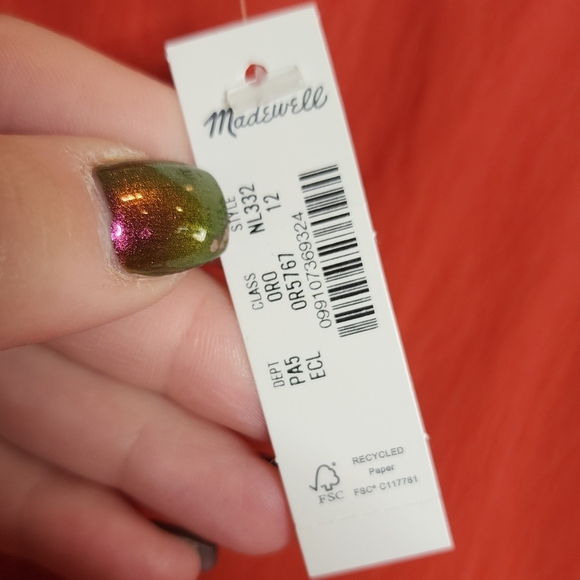 Madewell
STYLE
NL332
12
CLASS
ORO
OR5767
099107369324
DEPT
PA5
ECL
FSC
RECYCLED
Paper
FSC® C117781